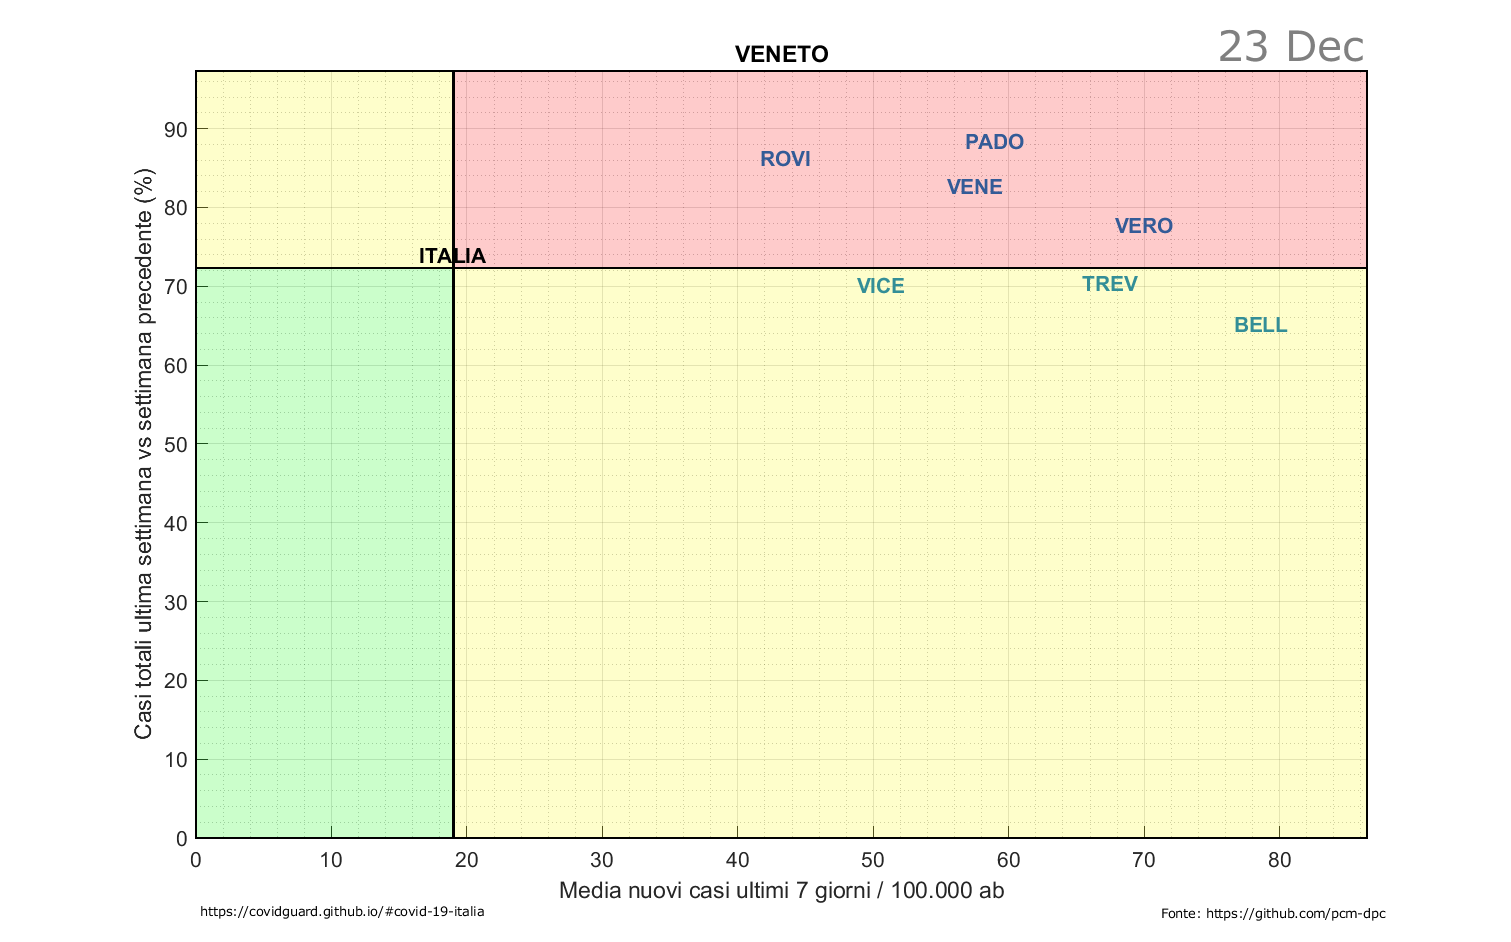 23 Dec
VENETO
Casi totali ultima settimana vs settimana precedente (%)
90
80
70
60
50
40
30
20
10
0
PADO
ROVI
VENE
VERO
ITALIA
VICE
TREV
BELL
0 10 20 30 40 50 60 70 80
Media nuovi casi ultimi 7 giorni / 100.000 ab
https://covidguard.github.io/#covid-19-italia
Fonte: https://github.com/pcm-dpc